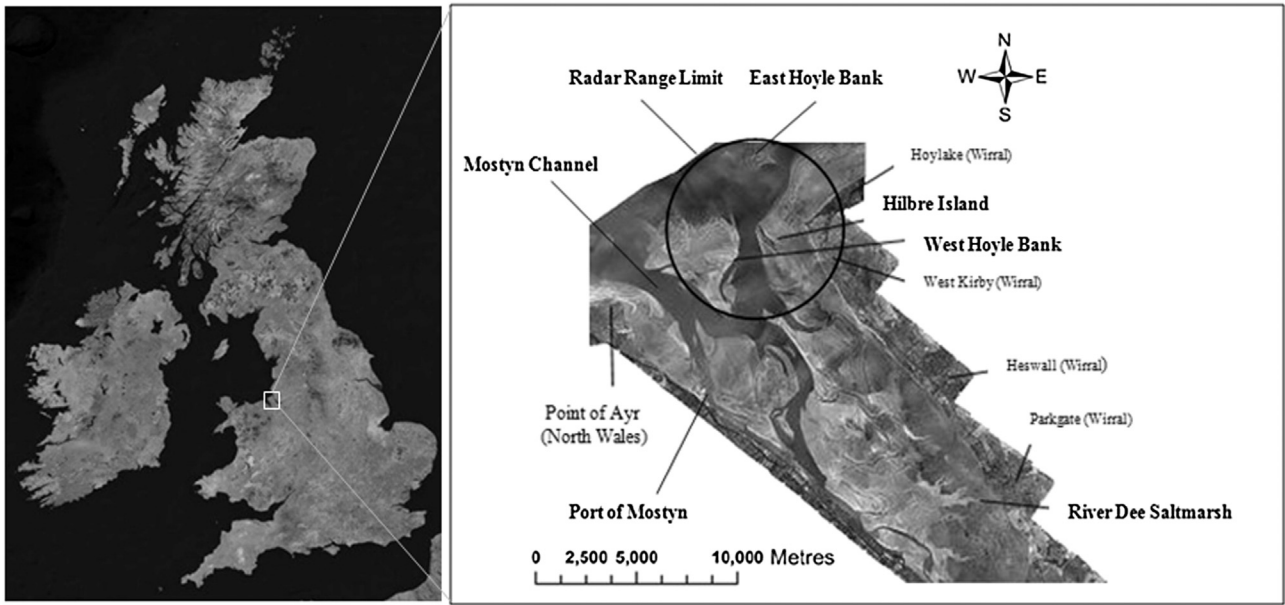 N
W E
S
Radar Range Limit
East Hoyle Bank
Mostyn Channel
Hoylake (Wirral)
Hilbre Island
West Hoyle Bank
West Kirby (Wirral)
Heswall (Wirral)
Point of Ayr
(North Wales)
Parkgate (Wirral)
Port of Mostyn
River Dee Saltmarsh
0 2,500 5,000 10,000 Metres